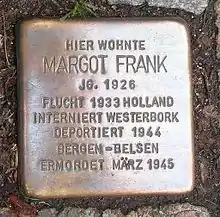 HIER WOHNTE
MARGOT FRANK
JG. 1926
FLUCHT 1933 HOLLAND
INTERNIERT WESTERBORK
DEPORTIERT 1944
BERGEN-BELSEN
ERMORDET MÄRZ 1945